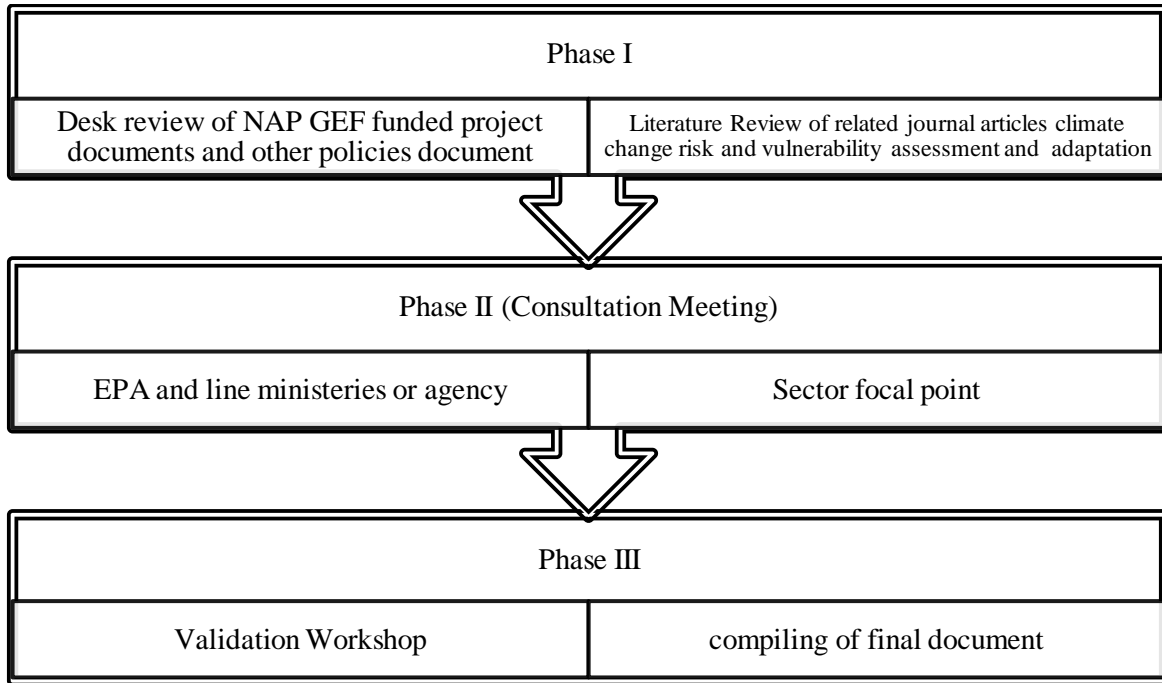 Phase I
Desk review of NAP GEF funded project
documents and other policies document
Literature Review of related journal articles climate
change risk and vulnerability assessment and adaptation
Phase II (Consultation Meeting)
EPA and line ministeries or agency
Sector focal point
Phase III
Validation Workshop
compiling of final document